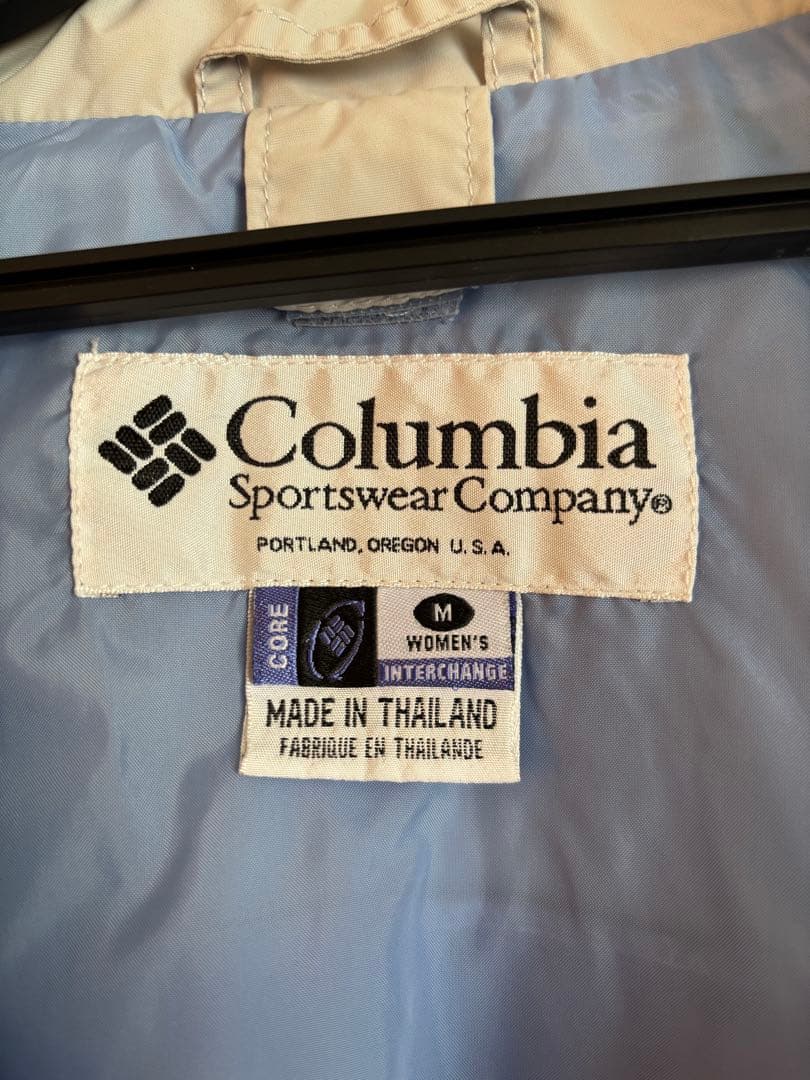 Columbia
Sportswear Company®
PORTLAND, OREGON U.S.A.
CORE
M
WOMEN'S
INTERCHANGE
MADE IN THAILAND
FABRIQUE EN THAILANDE